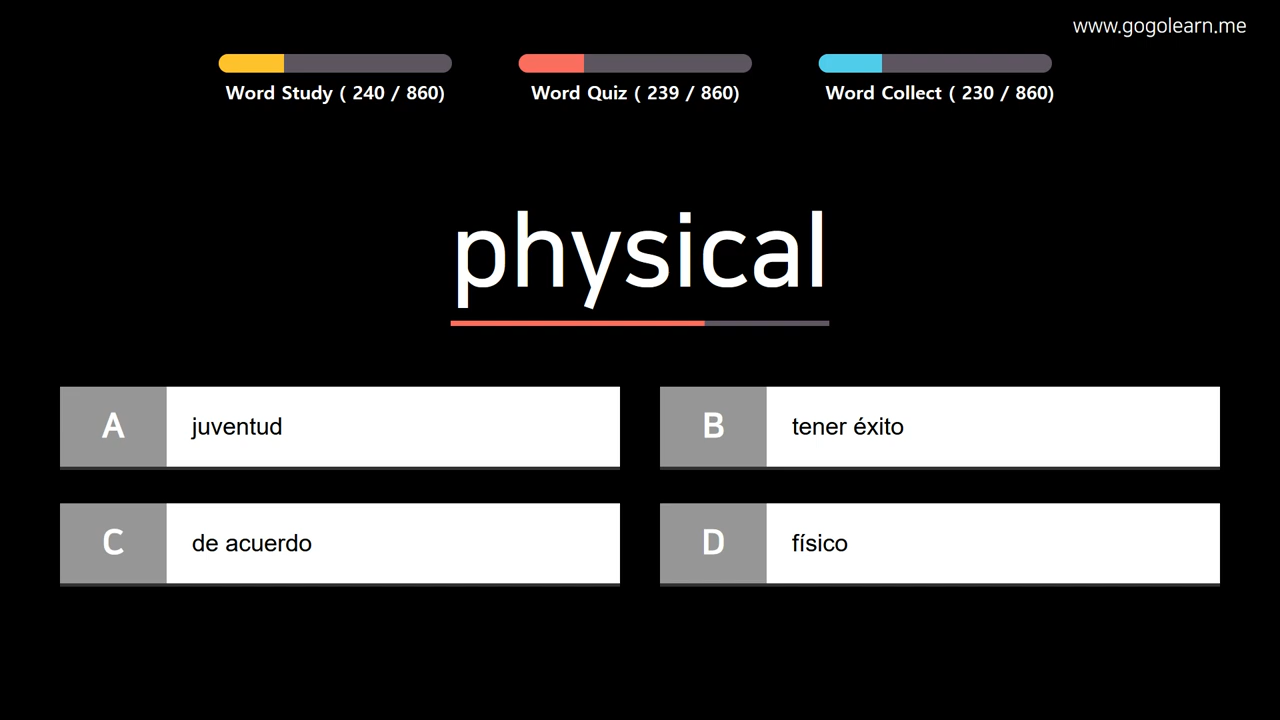 www.gogolearn.me
Word Study ( 240 / 860)
Word Quiz ( 239 / 860)
Word Collect ( 230 / 860)
physical
A juventud
B tener éxito
C de acuerdo
D físico